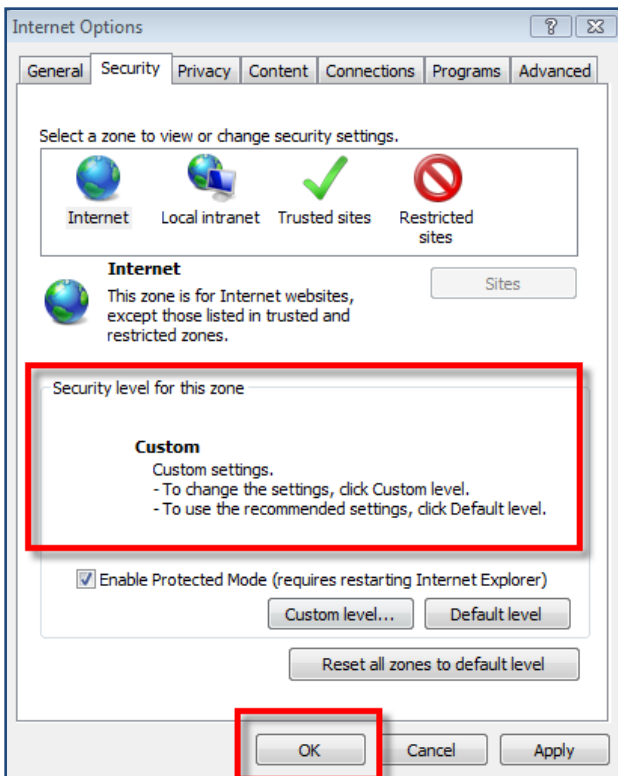 Internet Options
General Security Privacy Content Connections Programs Advanced
Select a zone to view or change security settings.
Internet Local intranet Trusted sites Restricted
sites
Internet
Sites
This zone is for Internet websites,
except those listed in trusted and
restricted zones.
Security level for this zone
Custom
Custom settings.
- To change the settings, click Custom level.
- To use the recommended settings, click Default level.
Enable Protected Mode (requires restarting Internet Explorer)
Custom level... Default level
Reset all zones to default level
OK Cancel Apply